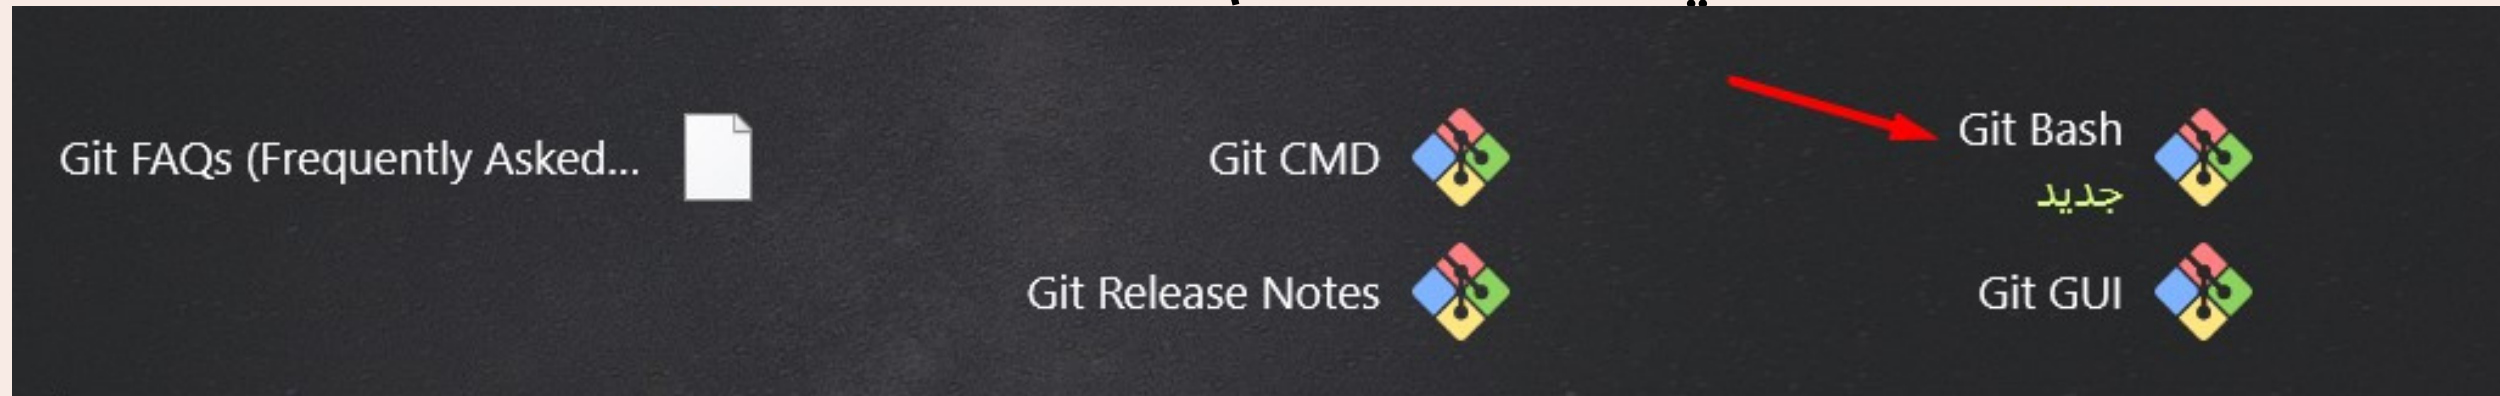 Git Bash
جديد
Git CMD
Git FAQs (Frequently Asked...
Git GUI
Git Release Notes